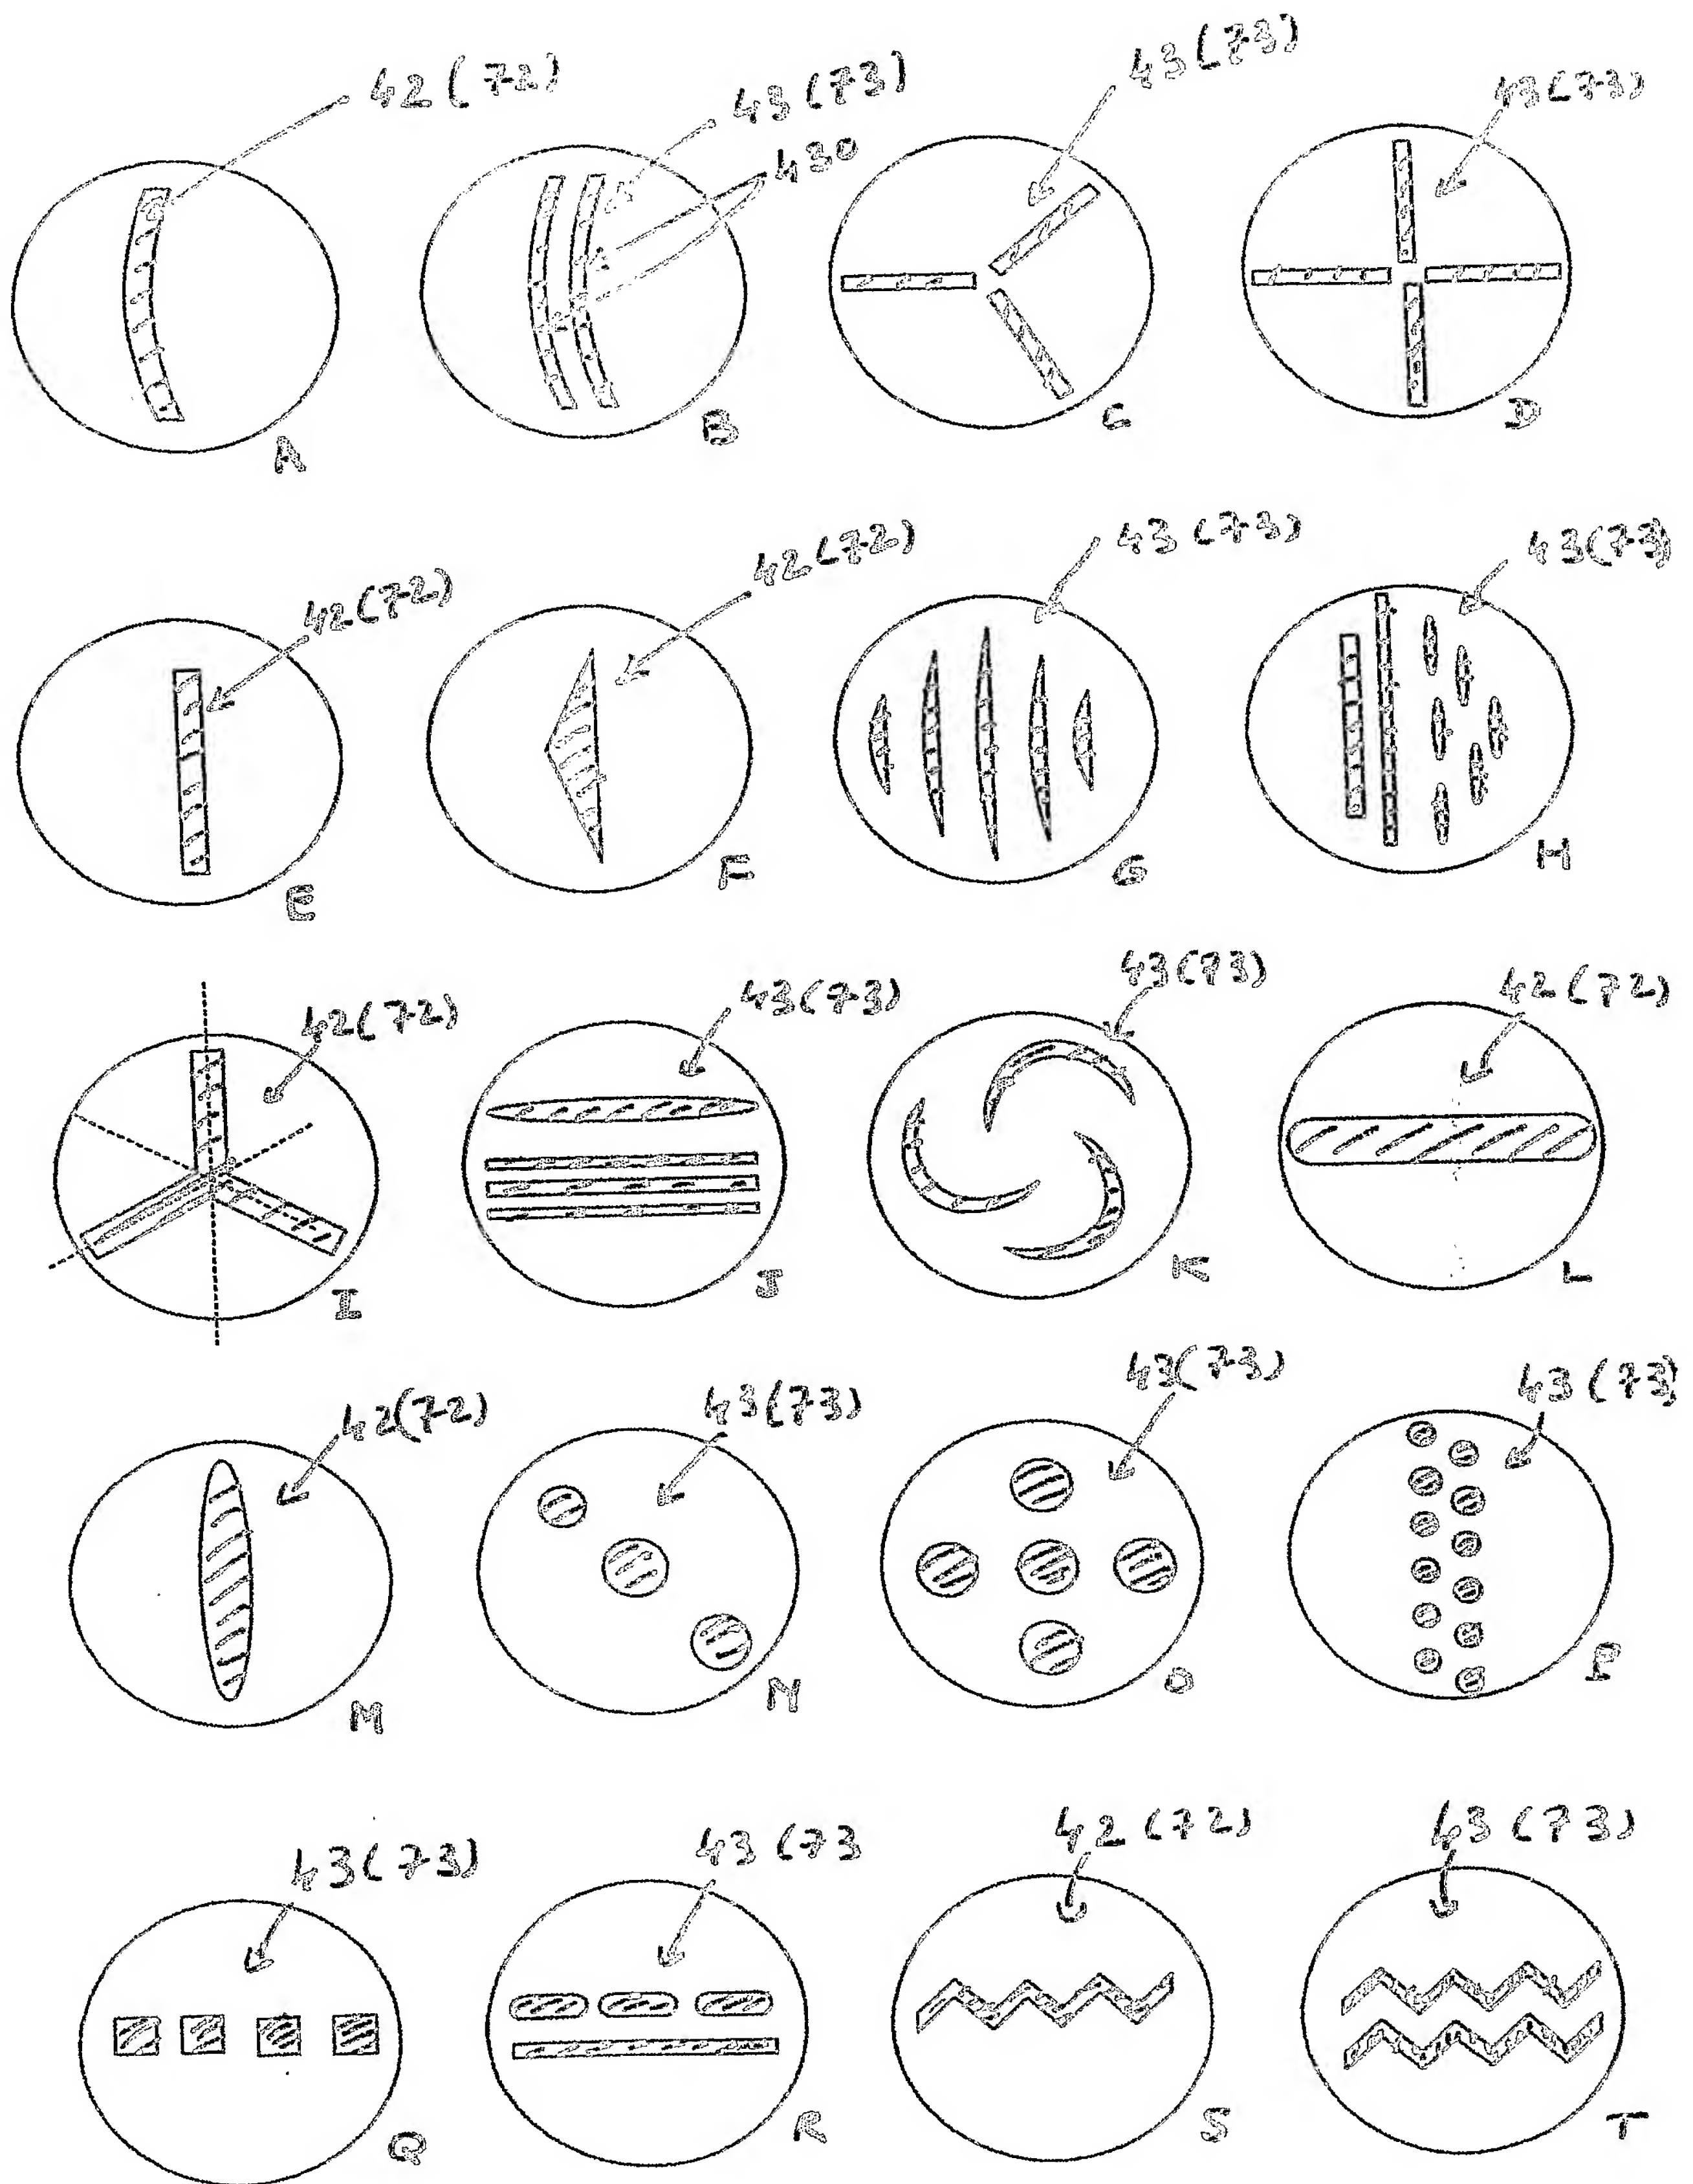 42(72) 43(73) 43(73) 43(73)
430
A B C D
42(72) 42(72) 43(73) 43(73)
E F G H
42(72) 43(73) 43(73) 42(72)
I J K L
42(72) 43(73) 43(73) 43(73)
M N O P
43(73) 43(73 42(72) 43(73)
Q R S T